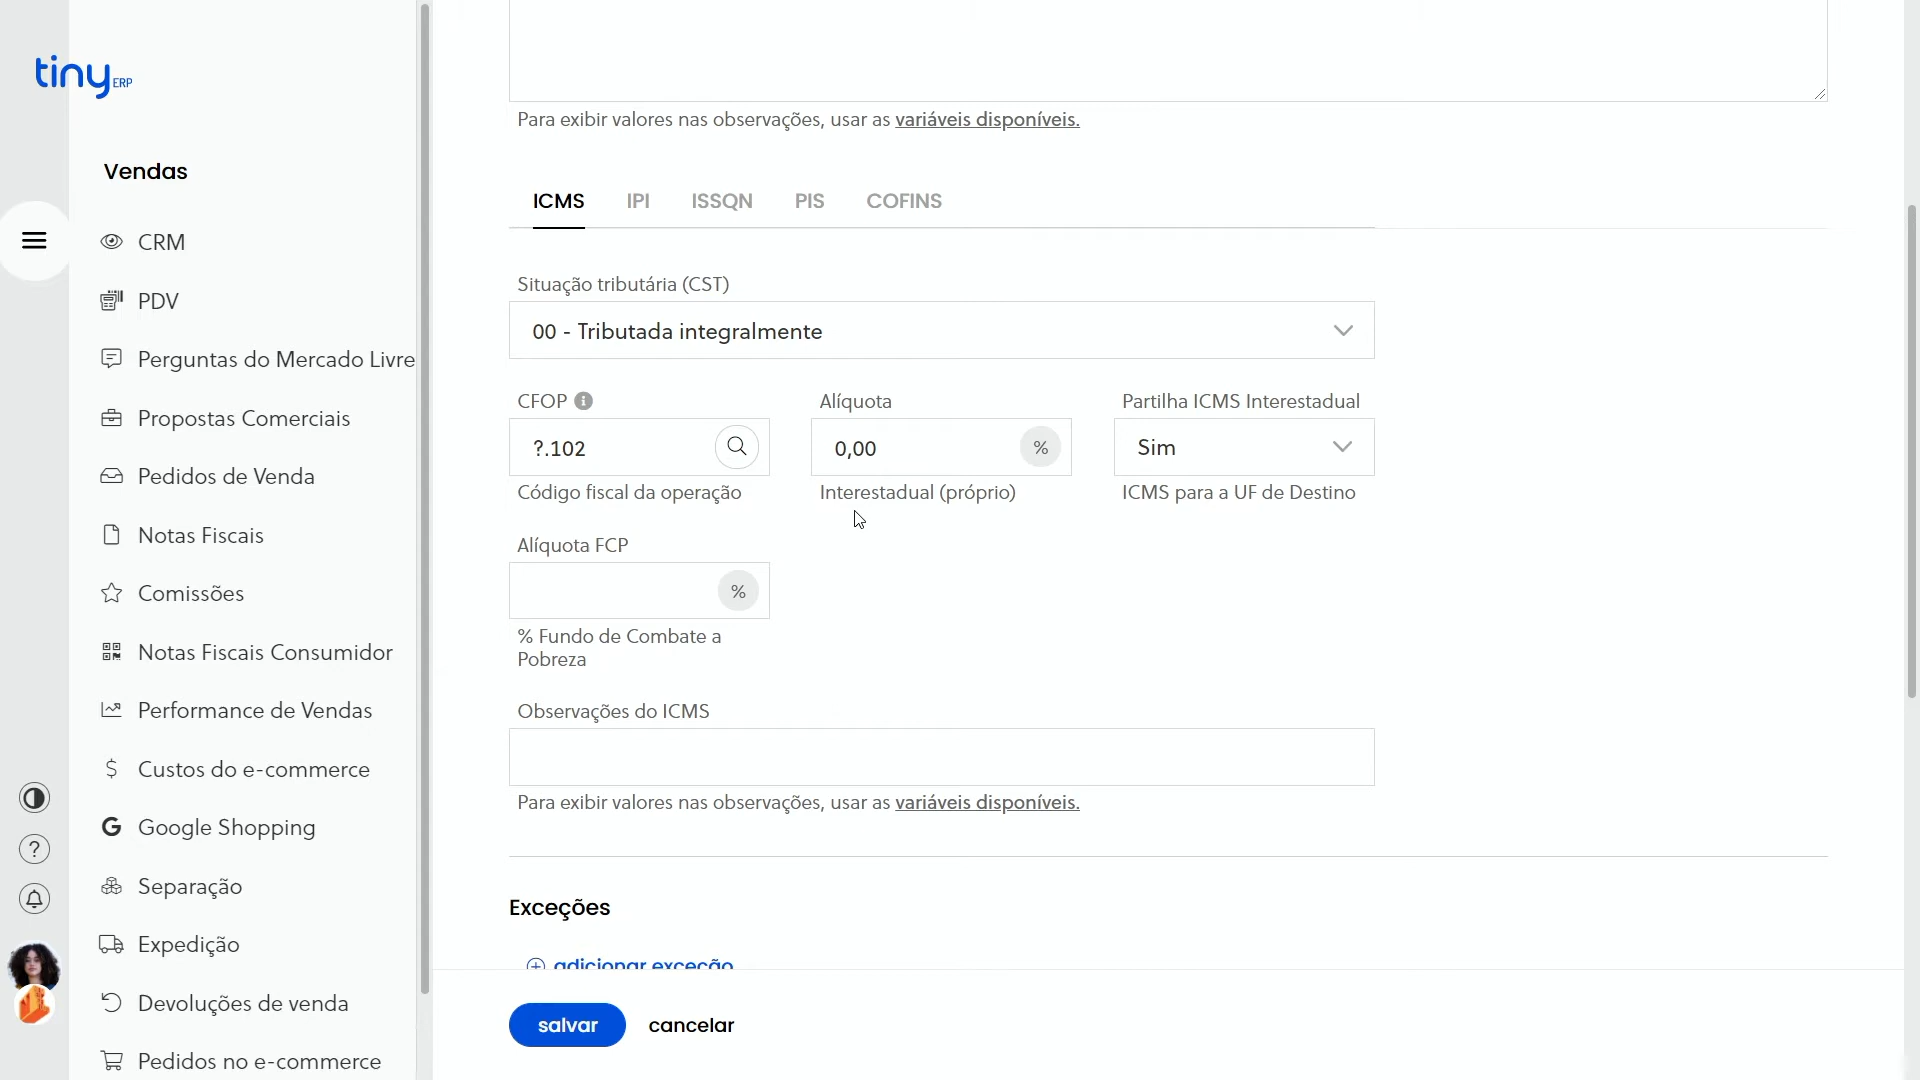 tiny ERP
Vendas
CRM
PDV
Perguntas do Mercado Livre
Propostas Comerciais
Pedidos de Venda
Notas Fiscais
Comissões
Notas Fiscais Consumidor
Performance de Vendas
Custos do e-commerce
Google Shopping
Separação
Expedição
Devoluções de venda
Pedidos no e-commerce
Para exibir valores nas observações, usar as variáveis disponíveis.
ICMS IPI ISSQN PIS COFINS
Situação tributária (CST)
00 - Tributada integralmente
CFOP Alíquota Partilha ICMS Interestadual
?.102 0,00 % Sim
Código fiscal da operação Interestadual (próprio) ICMS para a UF de Destino
Alíquota FCP
%
% Fundo de Combate a
Pobreza
Observações do ICMS
Para exibir valores nas observações, usar as variáveis disponíveis.
Exceções
adicionar exceção
salvar cancelar